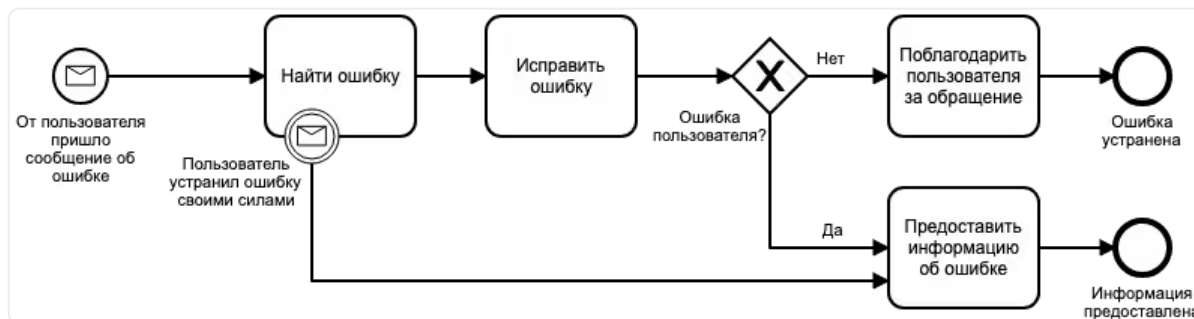 От пользователя
пришло
сообщение об
ошибке
Найти ошибку
Пользователь
устранил ошибку
своими силами
Исправить
ошибку
Ошибка
пользователя?
Нет
Да
Поблагодарить
пользователя
за обращение
Ошибка
устранена
Предоставить
информацию
об ошибке
Информация
предоставлена